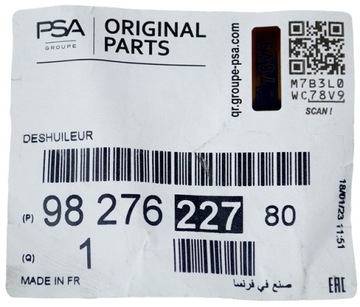 PSA
GROUPE
ORIGINAL
PARTS
qr.groupe-psa.com
M7B3L0
WC78V9
SCAN!
DESHUILEUR
(P) 98 276 227 80
(Q) 1
18/01/23 11:51
MADE IN FR
صنع في فرنسا
EAC